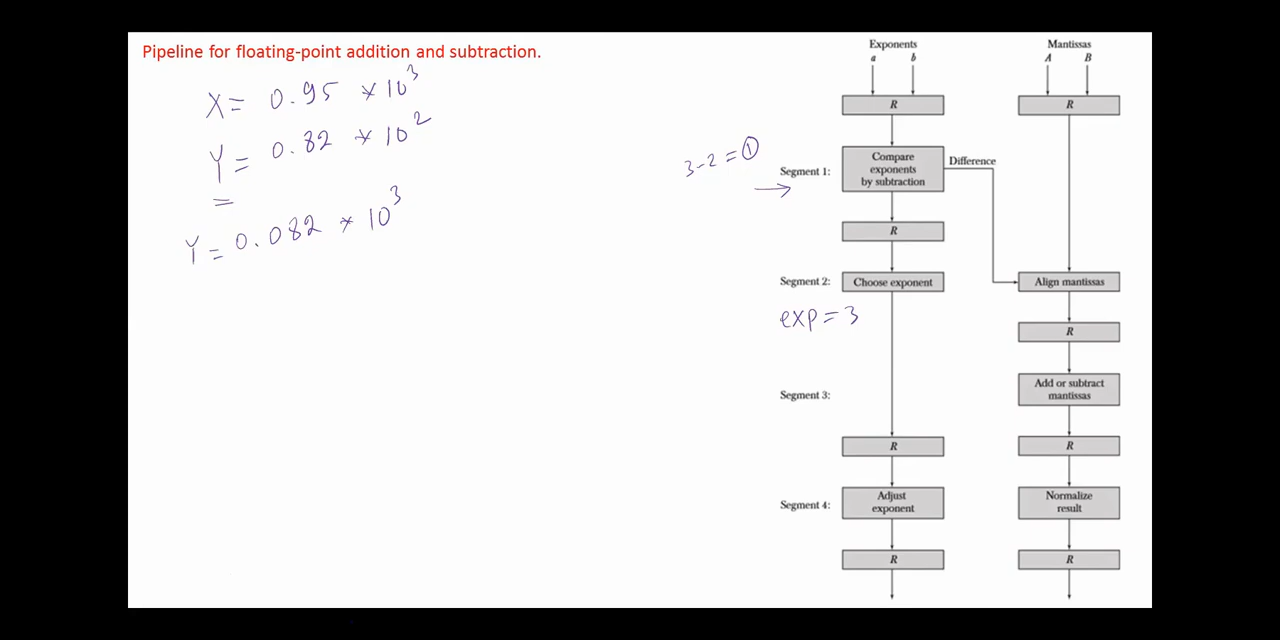 Pipeline for floating-point addition and subtraction.
X = 0.95 * 10^3
Y = 0.82 * 10^2
=
Y = 0.082 * 10^3
3-2 = 1
Exponents
a b
Mantissas
A B
R
R
Segment 1:
Compare
exponents
by subtraction
Difference
R
Segment 2:
Choose exponent
Align mantissas
exp = 3
R
Segment 3:
Add or subtract
mantissas
R
R
Segment 4:
Adjust
exponent
Normalize
result
R
R